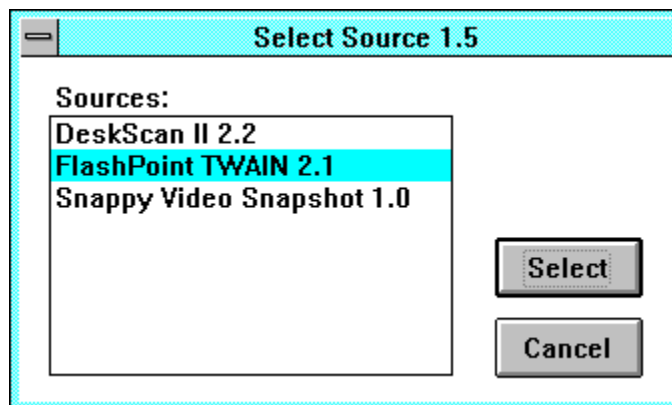 Select Source 1.5
Sources:
DeskScan II 2.2
FlashPoint TWAIN 2.1
Snappy Video Snapshot 1.0
Select
Cancel